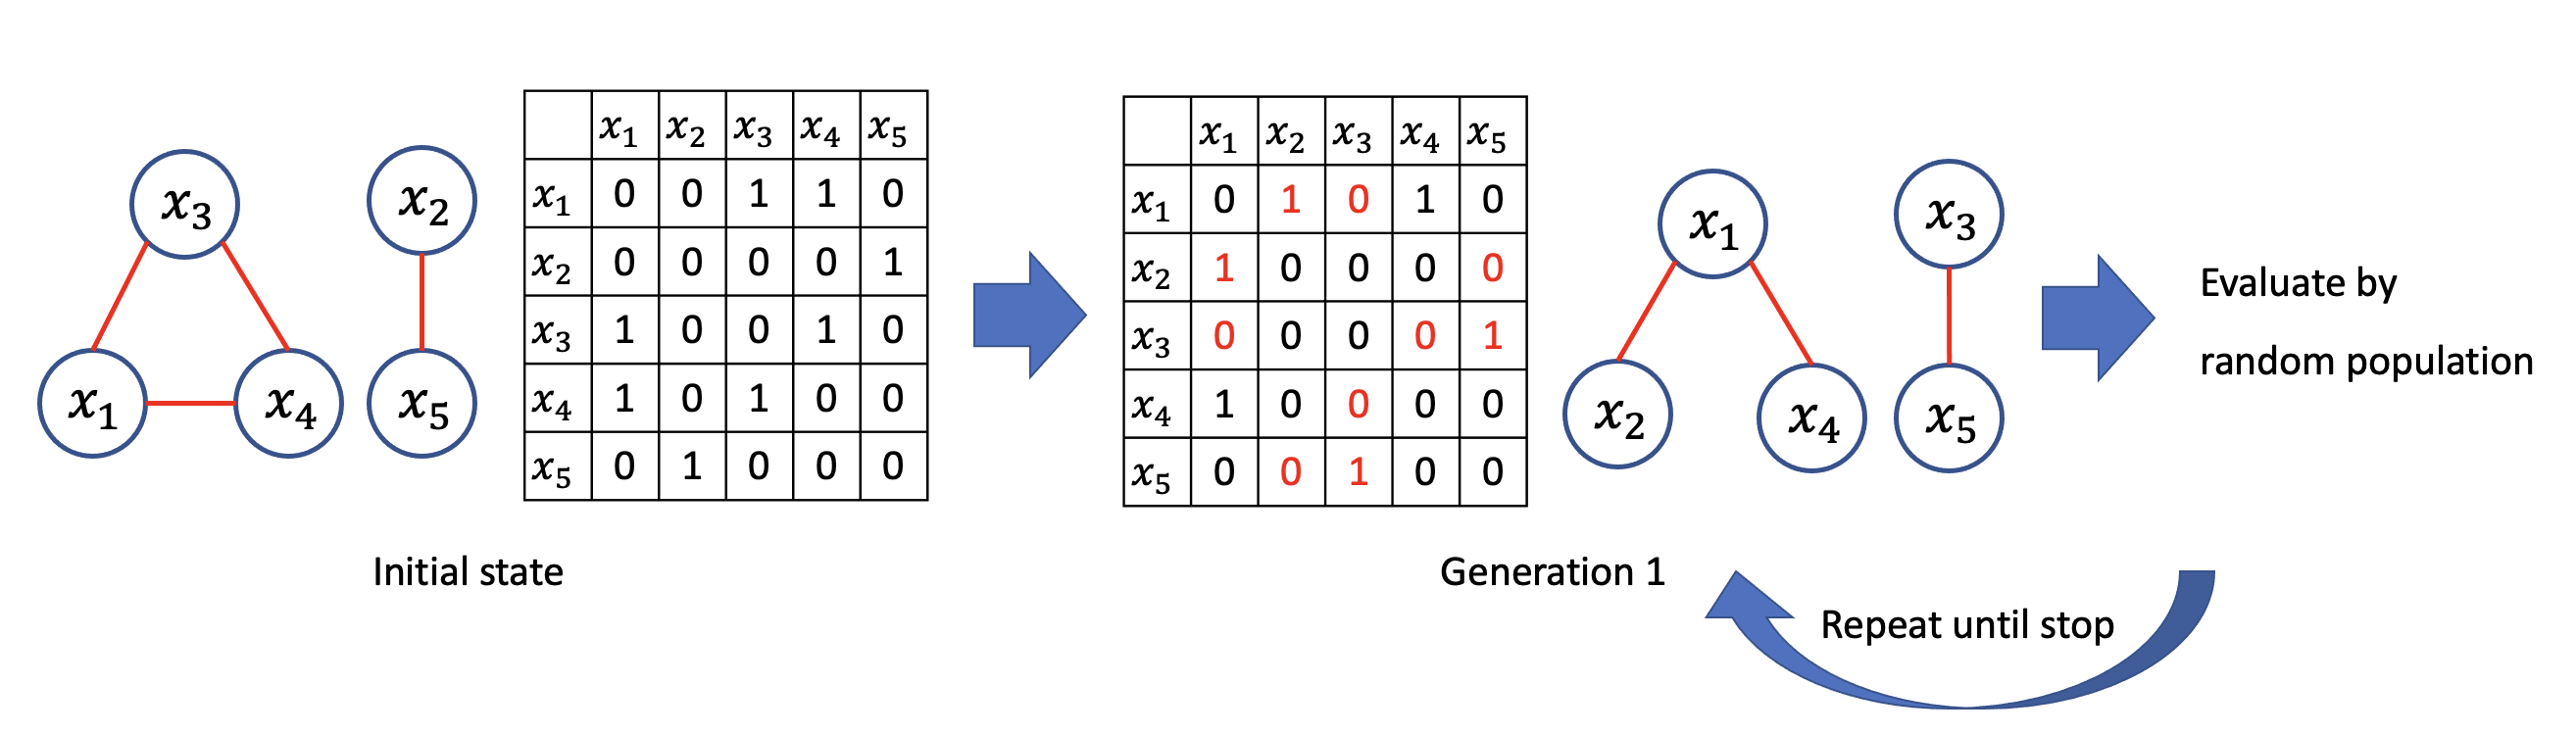 x₃
x₁ x₄
x₂
x₅
x₁ x₂ x₃ x₄ x₅
x₁ 0 0 1 1 0
x₂ 0 0 0 0 1
x₃ 1 0 0 1 0
x₄ 1 0 1 0 0
x₅ 0 1 0 0 0
Initial state
x₁ x₂ x₃ x₄ x₅
x₁ 0 1 0 1 0
x₂ 1 0 0 0 0
x₃ 0 0 0 0 1
x₄ 1 0 0 0 0
x₅ 0 0 1 0 0
x₁
x₂ x₄
x₃
x₅
Generation 1
Evaluate by
random population
Repeat until stop